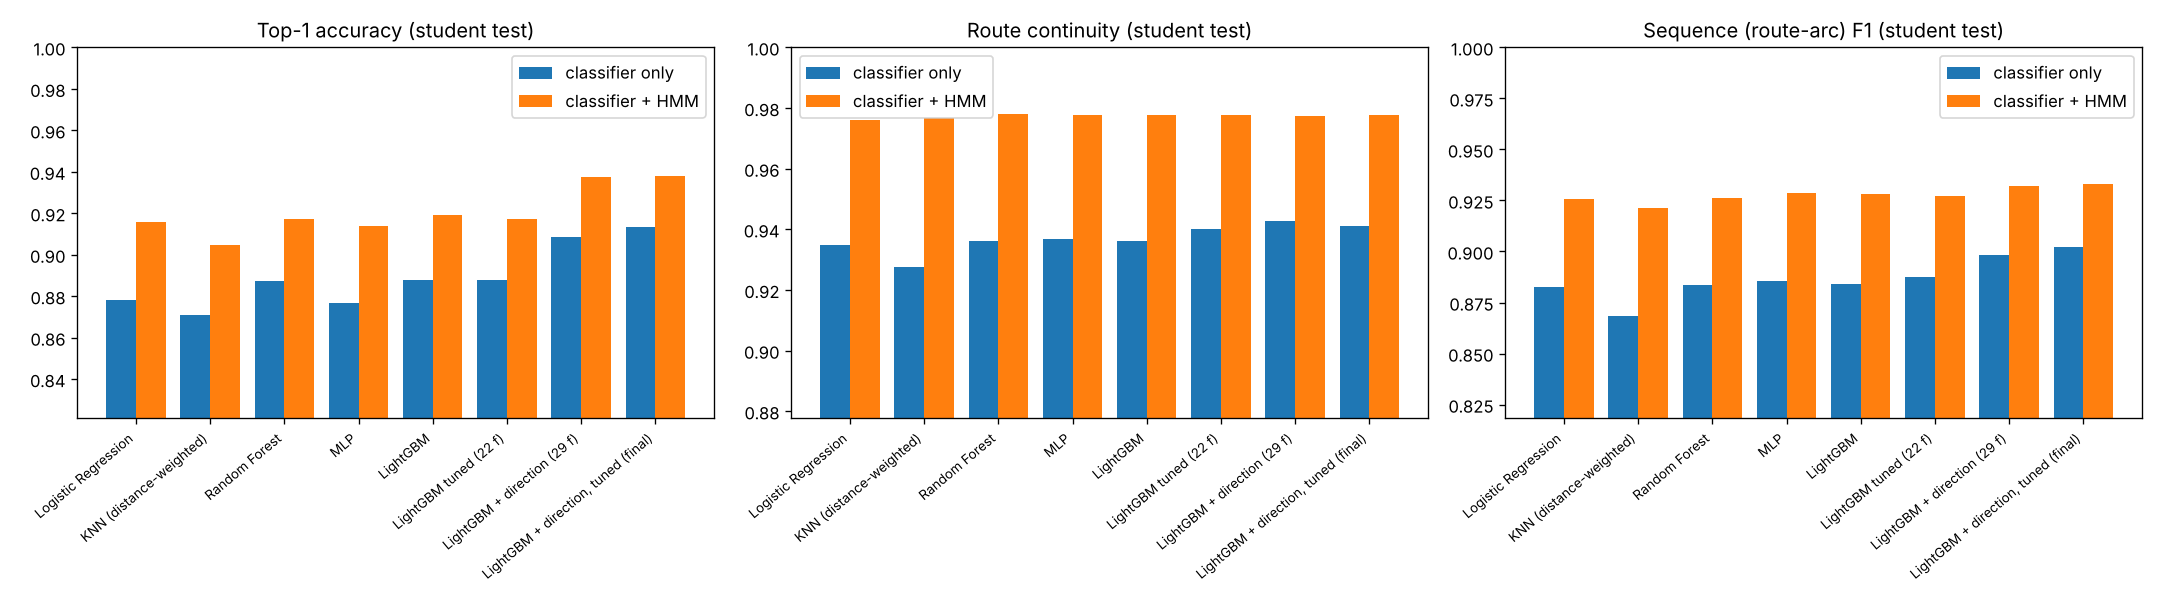 Top-1 accuracy (student test)
1.00
0.98
0.96
0.94
0.92
0.90
0.88
0.86
0.84
classifier only
classifier + HMM
Logistic Regression
KNN (distance-weighted)
Random Forest
MLP
LightGBM
LightGBM tuned (22 f)
LightGBM + direction (29 f)
LightGBM + direction, tuned (final)
Route continuity (student test)
1.00
0.98
0.96
0.94
0.92
0.90
0.88
classifier only
classifier + HMM
Logistic Regression
KNN (distance-weighted)
Random Forest
MLP
LightGBM
LightGBM tuned (22 f)
LightGBM + direction (29 f)
LightGBM + direction, tuned (final)
Sequence (route-arc) F1 (student test)
1.000
0.975
0.950
0.925
0.900
0.875
0.850
0.825
classifier only
classifier + HMM
Logistic Regression
KNN (distance-weighted)
Random Forest
MLP
LightGBM
LightGBM tuned (22 f)
LightGBM + direction (29 f)
LightGBM + direction, tuned (final)